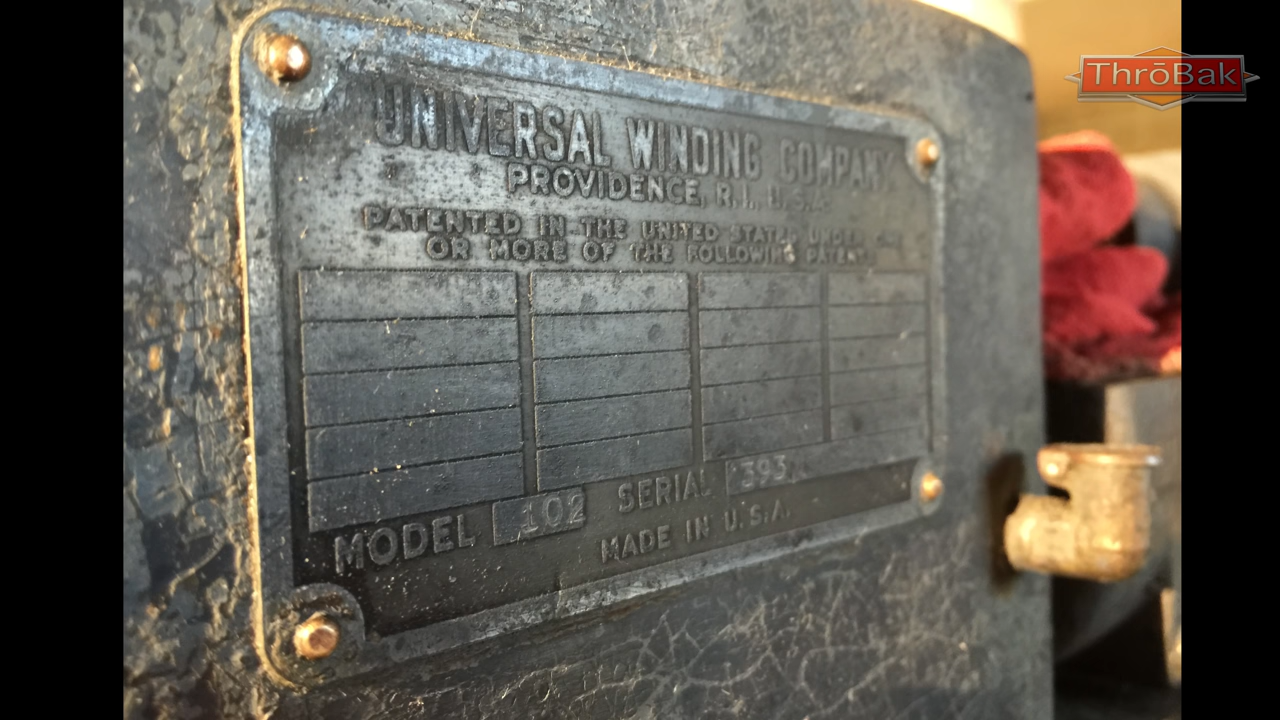 ThrōBak
UNIVERSAL WINDING COMPANY
PROVIDENCE, R.I., U.S.A.
PATENTED IN THE UNITED STATES UNDER ONE
OR MORE OF THE FOLLOWING PATENTS
MODEL 102 SERIAL 393
MADE IN U.S.A.